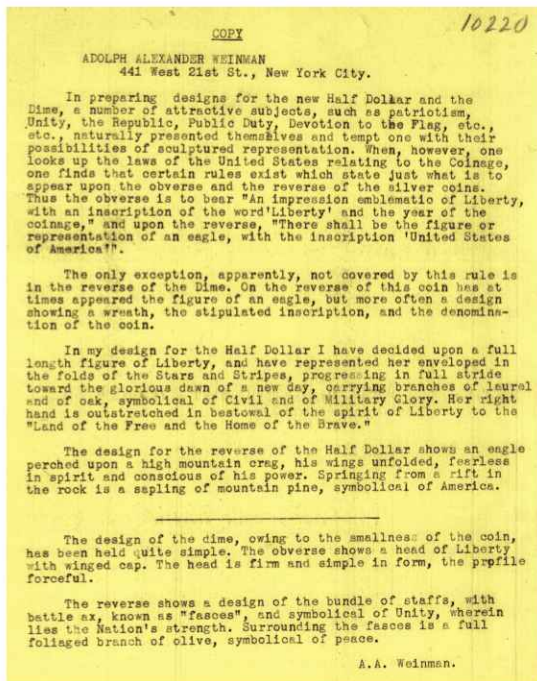 10220
COPY
ADOLPH ALEXANDER WEINMAN
441 West 21st St., New York City.
In preparing designs for the new Half Dollar and the
Dime, a number of attractive subjects, such as patriotism,
Unity, the Republic, Public Duty, Devotion to the Flag, etc.,
etc., naturally presented themselves and tempt one with their
possibilities of sculptured representation. When, however, one
looks up the laws of the United States relating to the Coinage,
one finds that certain rules exist which state just what is to
appear upon the obverse and the reverse of the silver coins.
Thus the obverse is to bear "An impression emblematic of Liberty,
with an inscription of the word'Liberty' and the year of the
coinage," and upon the reverse, "There shall be the figure or
representation of an eagle, with the inscription 'United States
of America'".
The only exception, apparently, not covered by this rule is
in the reverse of the Dime. On the reverse of this coin has at
times appeared the figure of an eagle, but more often a design
showing a wreath, the stipulated inscription, and the denomina-
tion of the coin.
In my design for the Half Dollar I have decided upon a full
length figure of Liberty, and have represented her enveloped in
the folds of the Stars and Stripes, progressing in full stride
toward the glorious dawn of a new day, carrying branches of laurel
and of oak, symbolical of Civil and of Military Glory. Her right
hand is outstretched in bestowal of the spirit of Liberty to the
"Land of the Free and the Home of the Brave."
The design for the reverse of the Half Dollar shows an eagle
perched upon a high mountain crag, his wings unfolded, fearless
in spirit and conscious of his power. Springing from a rift in
the rock is a sapling of mountain pine, symbolical of America.
The design of the dime, owing to the smallness of the coin,
has been held quite simple. The obverse shows a head of Liberty
with winged cap. The head is firm and simple in form, the profile
forceful.
The reverse shows a design of the bundle of staffs, with
battle ax, known as "fasces", and symbolical of Unity, wherein
lies the Nation's strength. Surrounding the fasces is a full
foliaged branch of olive, symbolical of peace.
A.A. Weinman.